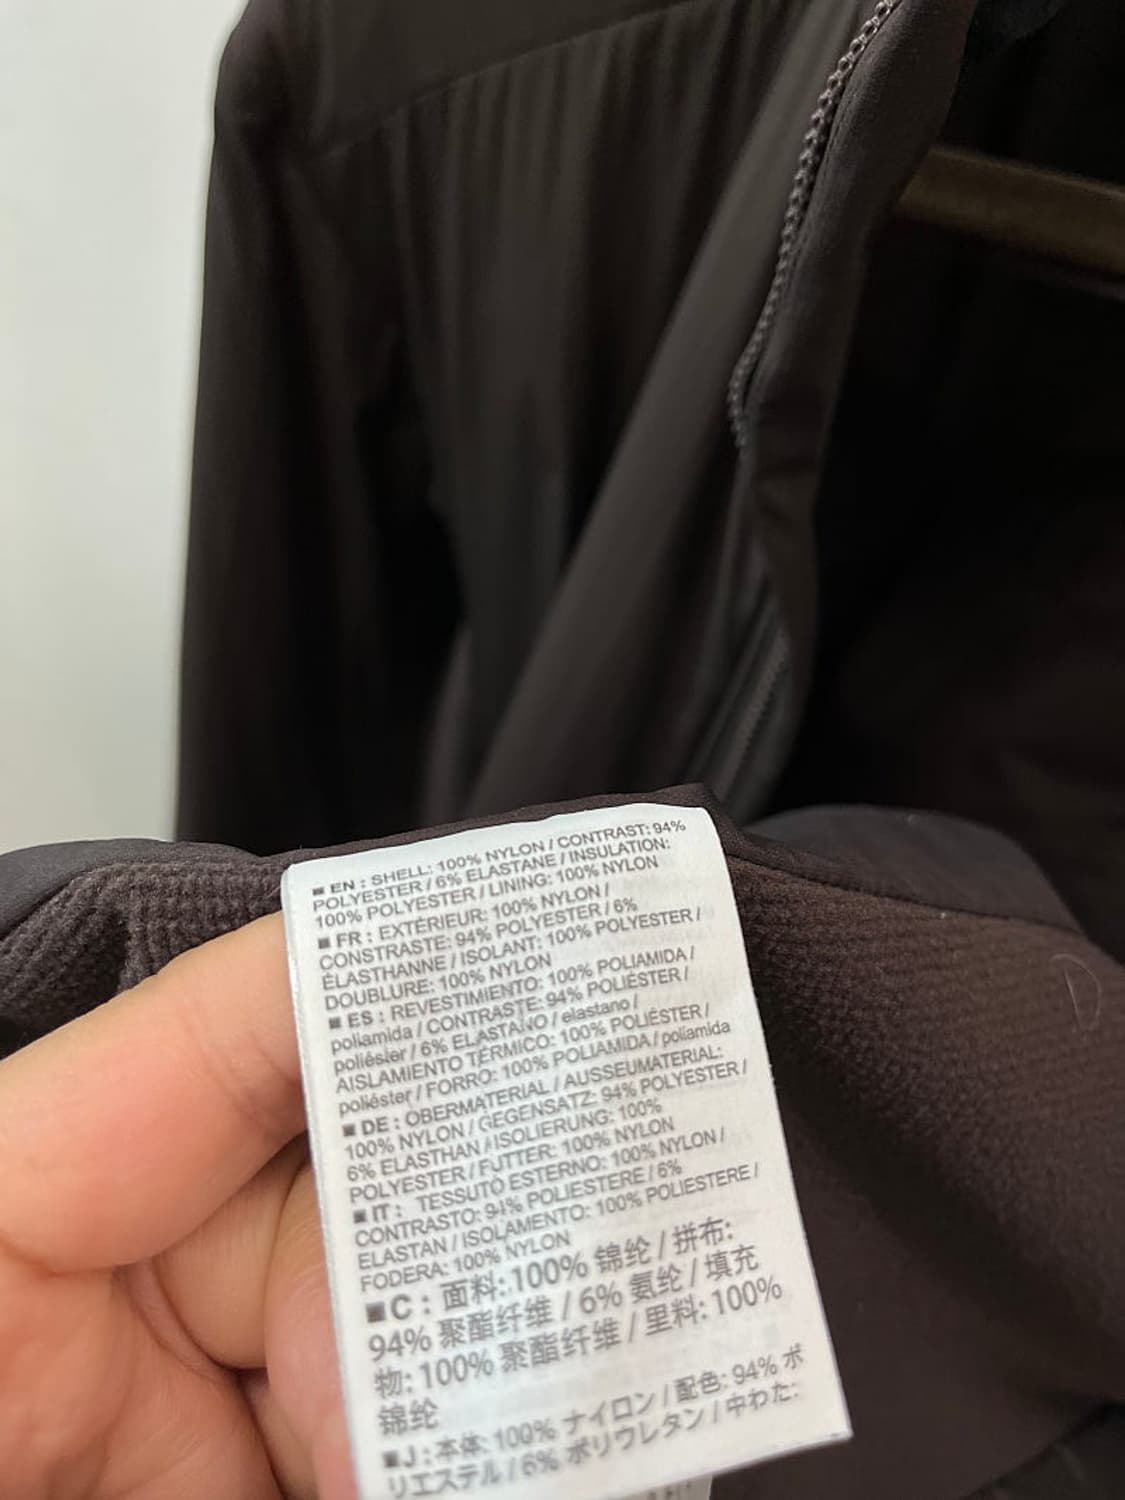 ■ EN : SHELL: 100% NYLON / CONTRAST: 94%
POLYESTER / 6% ELASTANE / INSULATION:
100% POLYESTER / LINING: 100% NYLON
■ FR : EXTÉRIEUR: 100% NYLON /
CONSTRASTE: 94% POLYESTER / 6%
ÉLASTHANNE / ISOLANT: 100% POLYESTER /
DOUBLURE: 100% NYLON
■ ES : REVESTIMIENTO: 100% POLIAMIDA /
poliamida / CONTRASTE: 94% POLIÉSTER /
poliésier / 6% ELASTANO / elastano /
AISLAMIENTO TÉRMICO: 100% POLIÉSTER /
poliéster / FORRO: 100% POLIAMIDA / poliamida
■ DE : OBERMATERIAL / AUSSEUMATERIAL:
100% NYLON / GEGENSATZ: 94% POLYESTER /
6% ELASTHAN / ISOLIERUNG: 100%
POLYESTER / FUTTER: 100% NYLON
■ IT : TESSUTO ESTERNO: 100% NYLON /
CONTRASTO: 94% POLIESTERE / 6%
ELASTAN / ISOLAMENTO: 100% POLIESTERE /
FODERA: 100% NYLON
■ C : 面料: 100% 锦纶 / 拼布:
94% 聚酯纤维 / 6% 氨纶 / 填充
物: 100% 聚酯纤维 / 里料: 100%
锦纶
■ J : 本体: 100% ナイロン / 配色: 94% ポ
リエステル / 6% ポリウレタン / 中わた: